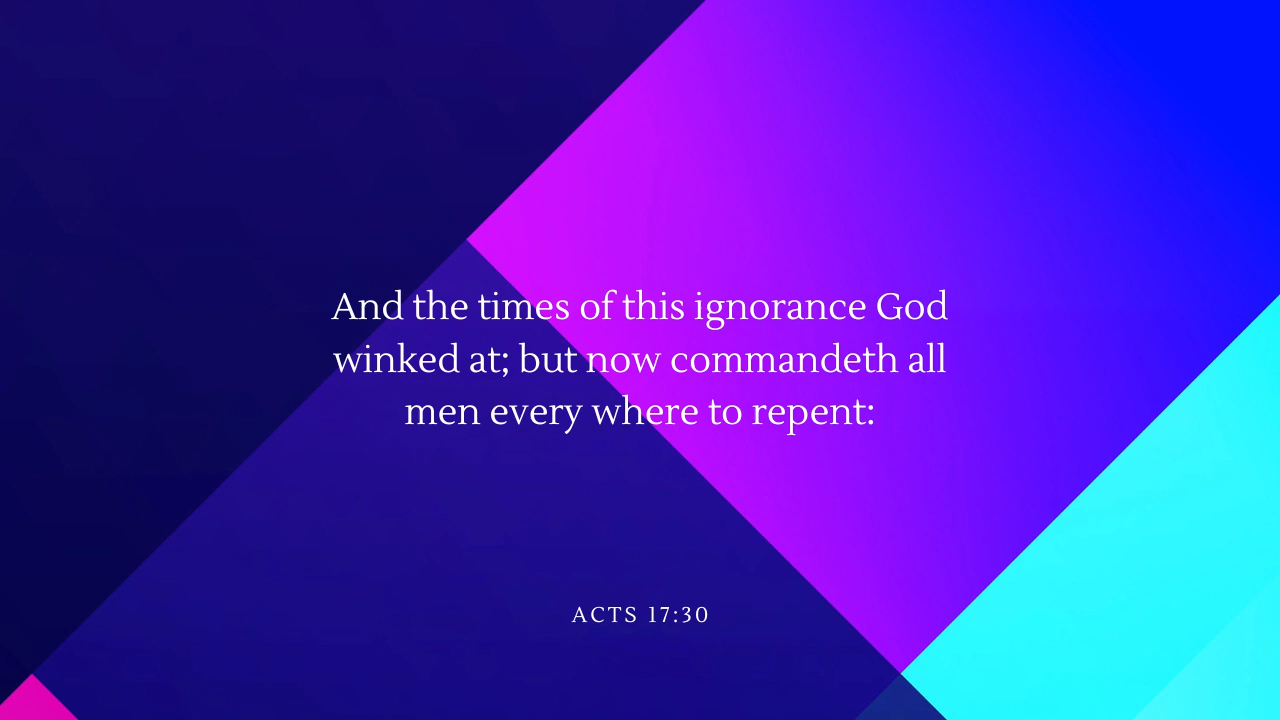 And the times of this ignorance God
winked at; but now commandeth all
men every where to repent:
ACTS 17:30